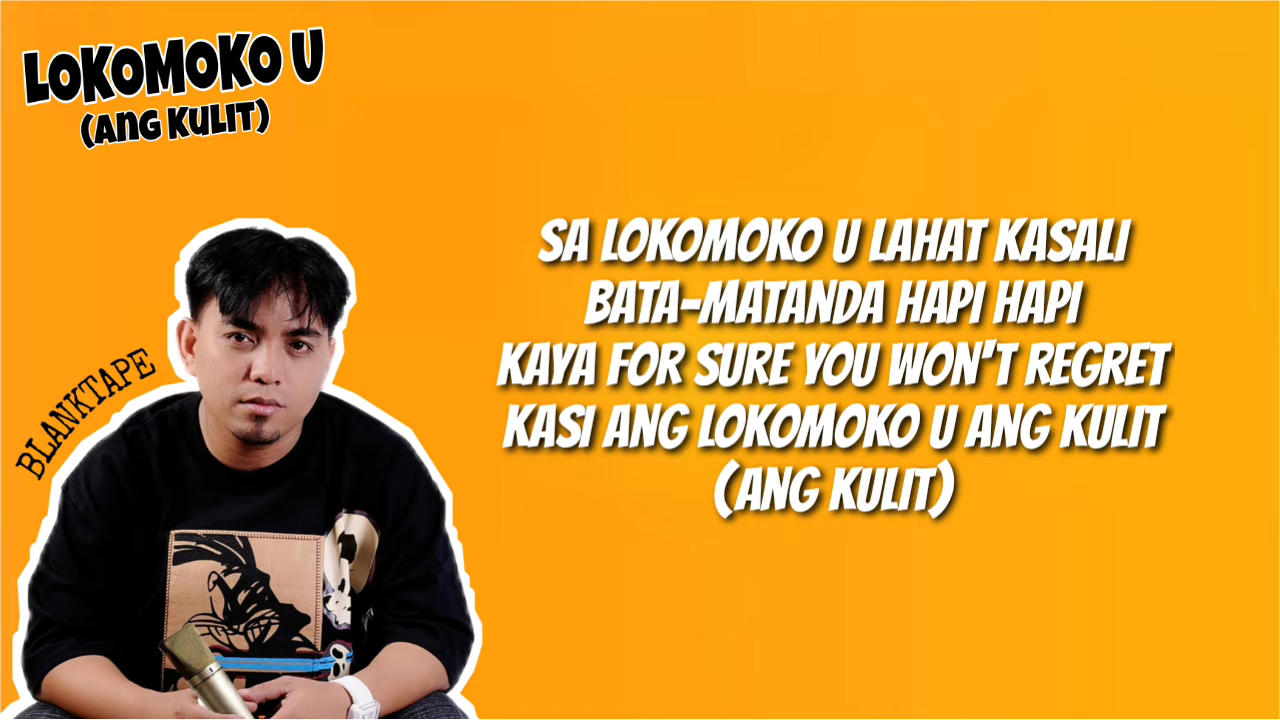 LOKOMOKO U
(ANG KULIT)
BLANKTAPE
SA LOKOMOKO U LAHAT KASALI
BATA-MATANDA HAPI HAPI
KAYA FOR SURE YOU WON'T REGRET
KASI ANG LOKOMOKO U ANG KULIT
(ANG KULIT)